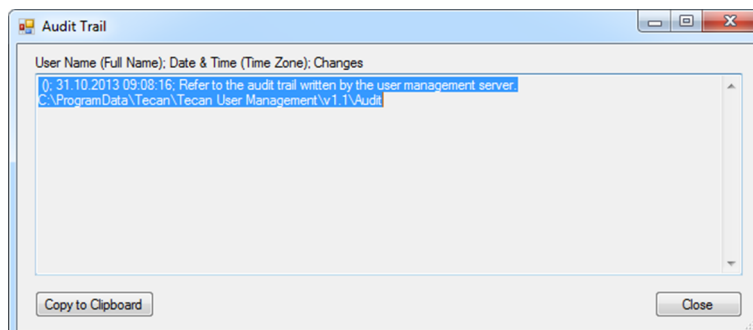 Audit Trail
User Name (Full Name); Date & Time (Time Zone); Changes
(); 31.10.2013 09:08:16; Refer to the audit trail written by the user management server.
C:\ProgramData\Tecan\Tecan User Management\v1.1\Audit
Copy to Clipboard
Close